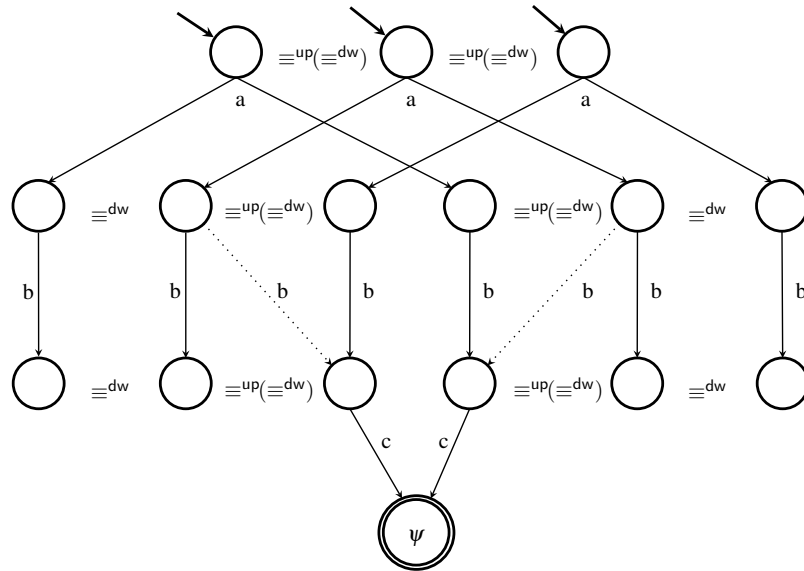 ≡up(≡dw) ≡up(≡dw)
a a a
≡dw ≡up(≡dw) ≡up(≡dw) ≡dw
b b b b b b b b
≡dw ≡up(≡dw) ≡up(≡dw) ≡dw
c c
ψ